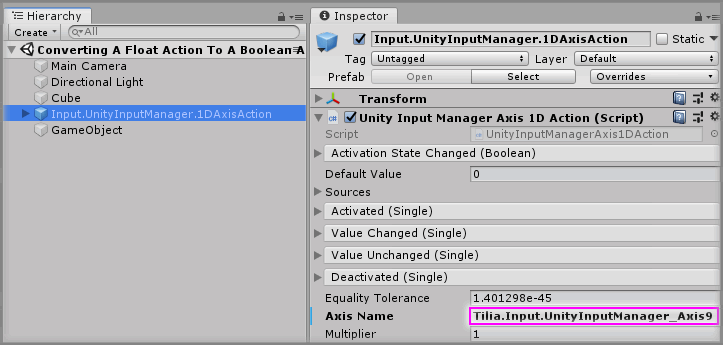 Hierarchy
Create
All
Converting A Float Action To A Boolean A
Main Camera
Directional Light
Cube
Input.UnityInputManager.1DAxisAction
GameObject
Inspector
Input.UnityInputManager.1DAxisAction Static
Tag Untagged Layer Default
Prefab Open Select Overrides
Transform
Unity Input Manager Axis 1D Action (Script)
Script UnityInputManagerAxis1DAction
Activation State Changed (Boolean)
Default Value 0
Sources
Activated (Single)
Value Changed (Single)
Value Unchanged (Single)
Deactivated (Single)
Equality Tolerance 1.401298e-45
Axis Name Tilia.Input.UnityInputManager_Axis9
Multiplier 1